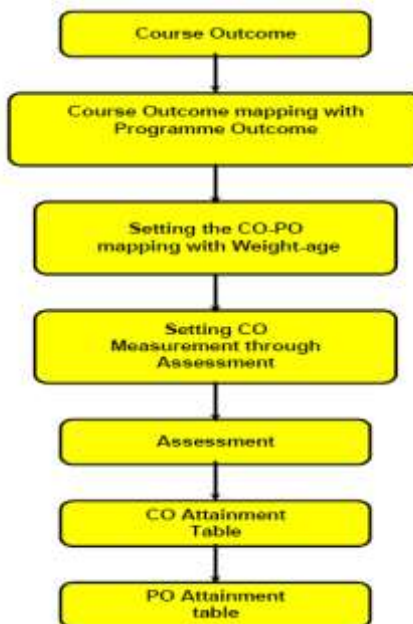 Course Outcome
Course Outcome mapping with
Programme Outcome
Setting the CO-PO
mapping with Weight-age
Setting CO
Measurement through
Assessment
Assessment
CO Attainment
Table
PO Attainment
table